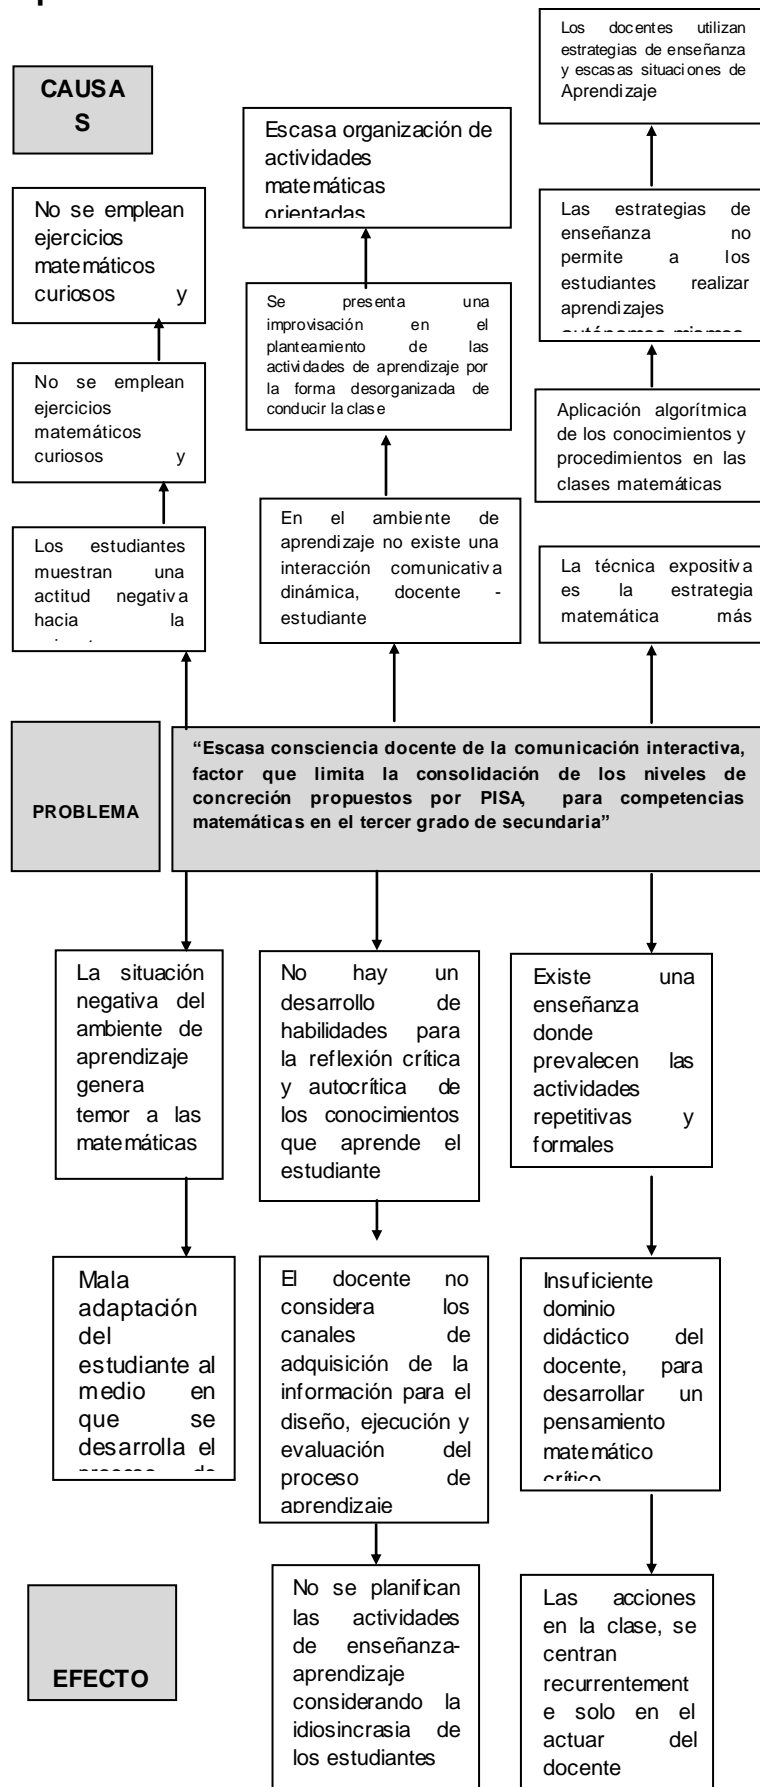 CAUSA
S
Los docentes utilizan
estrategias de enseñanza
y escasas situaciones de
Aprendizaje
Escasa organización de
actividades
matemáticas
orientadas
No se emplean
ejercicios
matemáticos
curiosos y
Las estrategias de
enseñanza no
permite a los
estudiantes realizar
aprendizajes
autónomos mismos
Se presenta una
improvisación en el
planteamiento de las
actividades de aprendizaje por
la forma desorganizada de
conducir la clase
No se emplean
ejercicios
matemáticos
curiosos y
Aplicación algorítmica
de los conocimientos y
procedimientos en las
clases matemáticas
En el ambiente de
aprendizaje no existe una
interacción comunicativa
dinámica, docente -
estudiante
Los estudiantes
muestran una
actitud negativa
hacia la
La técnica expositiva
es la estrategia
matemática más
PROBLEMA
“Escasa consciencia docente de la comunicación interactiva,
factor que limita la consolidación de los niveles de
concreción propuestos por PISA, para competencias
matemáticas en el tercer grado de secundaria”
La situación
negativa del
ambiente de
aprendizaje
genera
temor a las
matemáticas
No hay un
desarrollo de
habilidades para
la reflexión crítica
y autocrítica de
los conocimientos
que aprende el
estudiante
Existe una
enseñanza
donde
prevalecen las
actividades
repetitivas y
formales
Mala
adaptación
del
estudiante al
medio en
que se
desarrolla el
proceso de
El docente no
considera los
canales de
adquisición de la
información para el
diseño, ejecución y
evaluación del
proceso de
aprendizaje
Insuficiente
dominio
didáctico del
docente, para
desarrollar un
pensamiento
matemático
crítico
EFECTO
No se planifican
las actividades
de enseñanza-
aprendizaje
considerando la
idiosincrasia de
los estudiantes
Las acciones
en la clase, se
centran
recurrentement
e solo en el
actuar del
docente